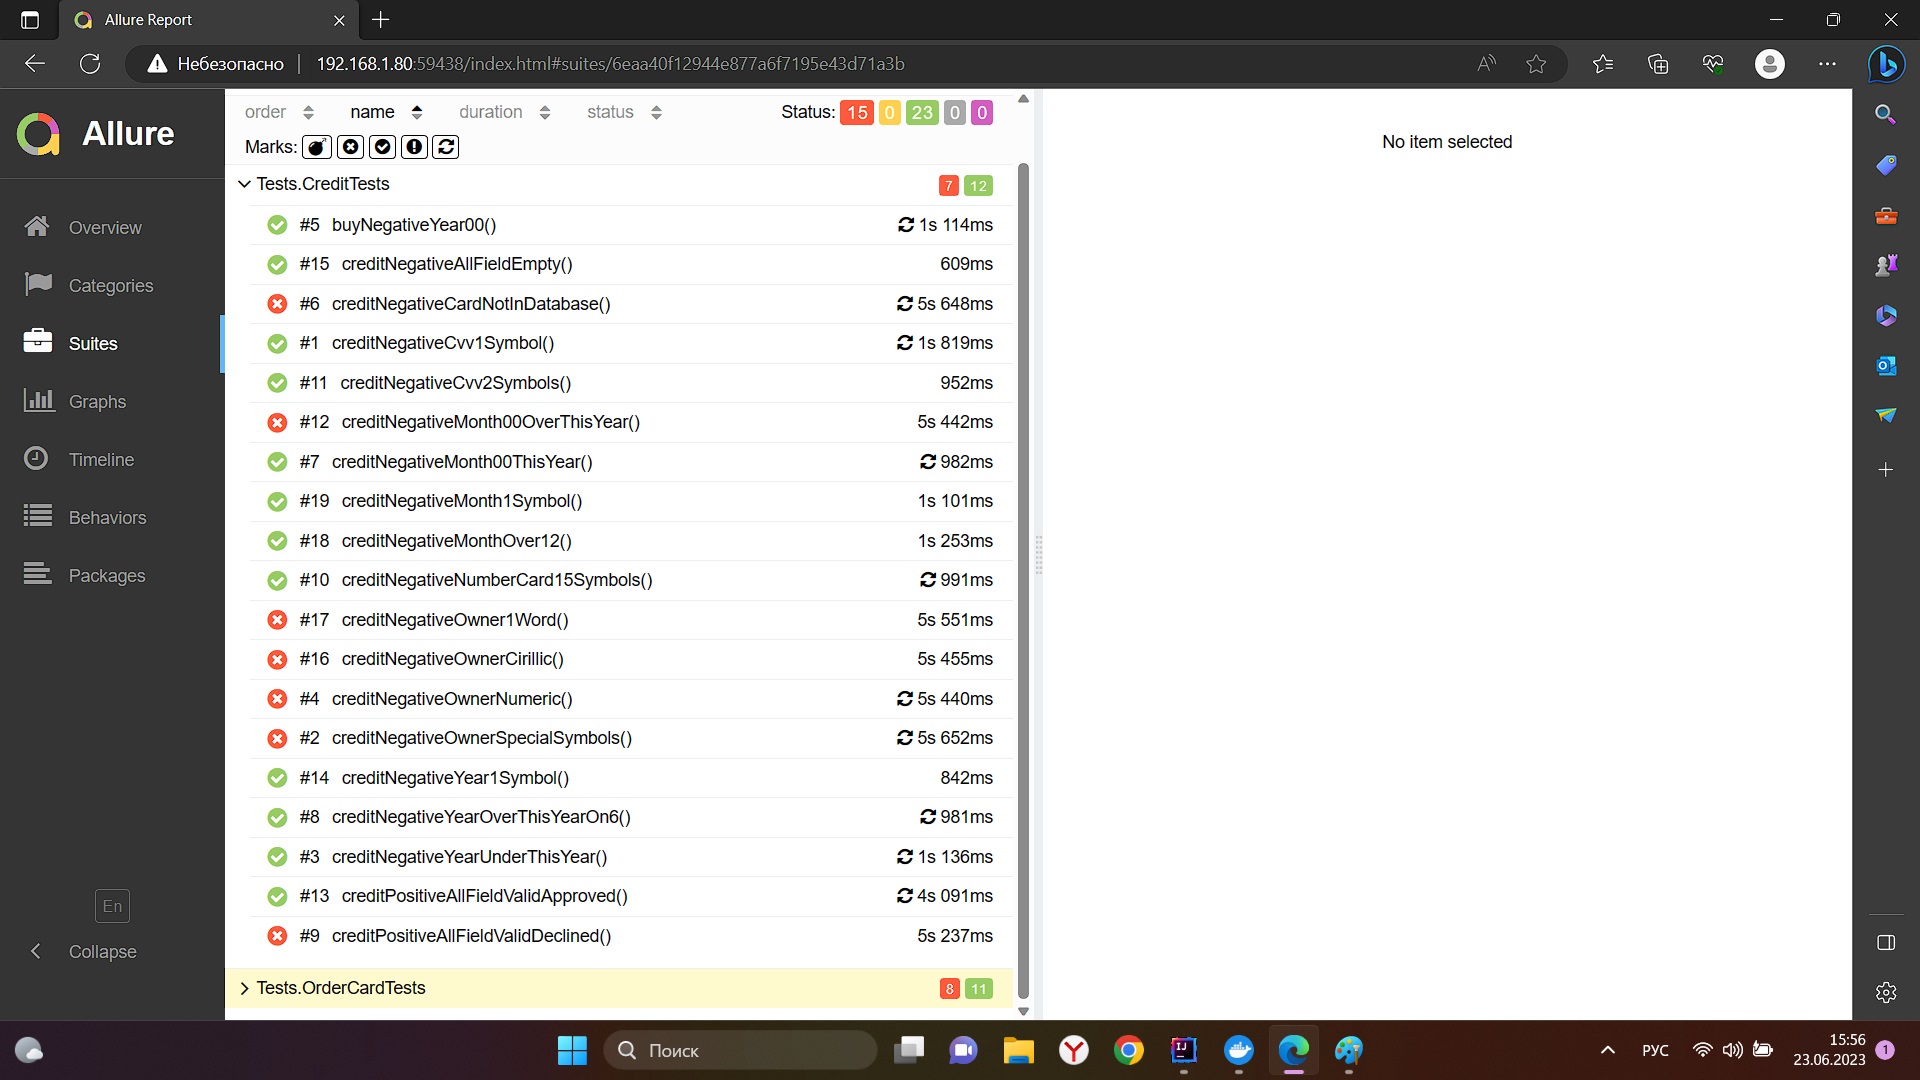 Allure Report
Небезопасно
192.168.1.80:59438/index.html#suites/6eaa40f12944e877a6f7195e43d71a3b
Allure
Overview
Categories
Suites
Graphs
Timeline
Behaviors
Packages
En
Collapse
order name duration status Status: 15 0 23 0 0
Marks:
Tests.CreditTests 7 12
#5 buyNegativeYear00() 1s 114ms
#15 creditNegativeAllFieldEmpty() 609ms
#6 creditNegativeCardNotInDatabase() 5s 648ms
#1 creditNegativeCvv1Symbol() 1s 819ms
#11 creditNegativeCvv2Symbols() 952ms
#12 creditNegativeMonth00OverThisYear() 5s 442ms
#7 creditNegativeMonth00ThisYear() 982ms
#19 creditNegativeMonth1Symbol() 1s 101ms
#18 creditNegativeMonthOver12() 1s 253ms
#10 creditNegativeNumberCard15Symbols() 991ms
#17 creditNegativeOwner1Word() 5s 551ms
#16 creditNegativeOwnerCirillic() 5s 455ms
#4 creditNegativeOwnerNumeric() 5s 440ms
#2 creditNegativeOwnerSpecialSymbols() 5s 652ms
#14 creditNegativeYear1Symbol() 842ms
#8 creditNegativeYearOverThisYearOn6() 981ms
#3 creditNegativeYearUnderThisYear() 1s 136ms
#13 creditPositiveAllFieldValidApproved() 4s 091ms
#9 creditPositiveAllFieldValidDeclined() 5s 237ms
Tests.OrderCardTests 8 11
No item selected
Поиск
РУС
15:56
23.06.2023
1